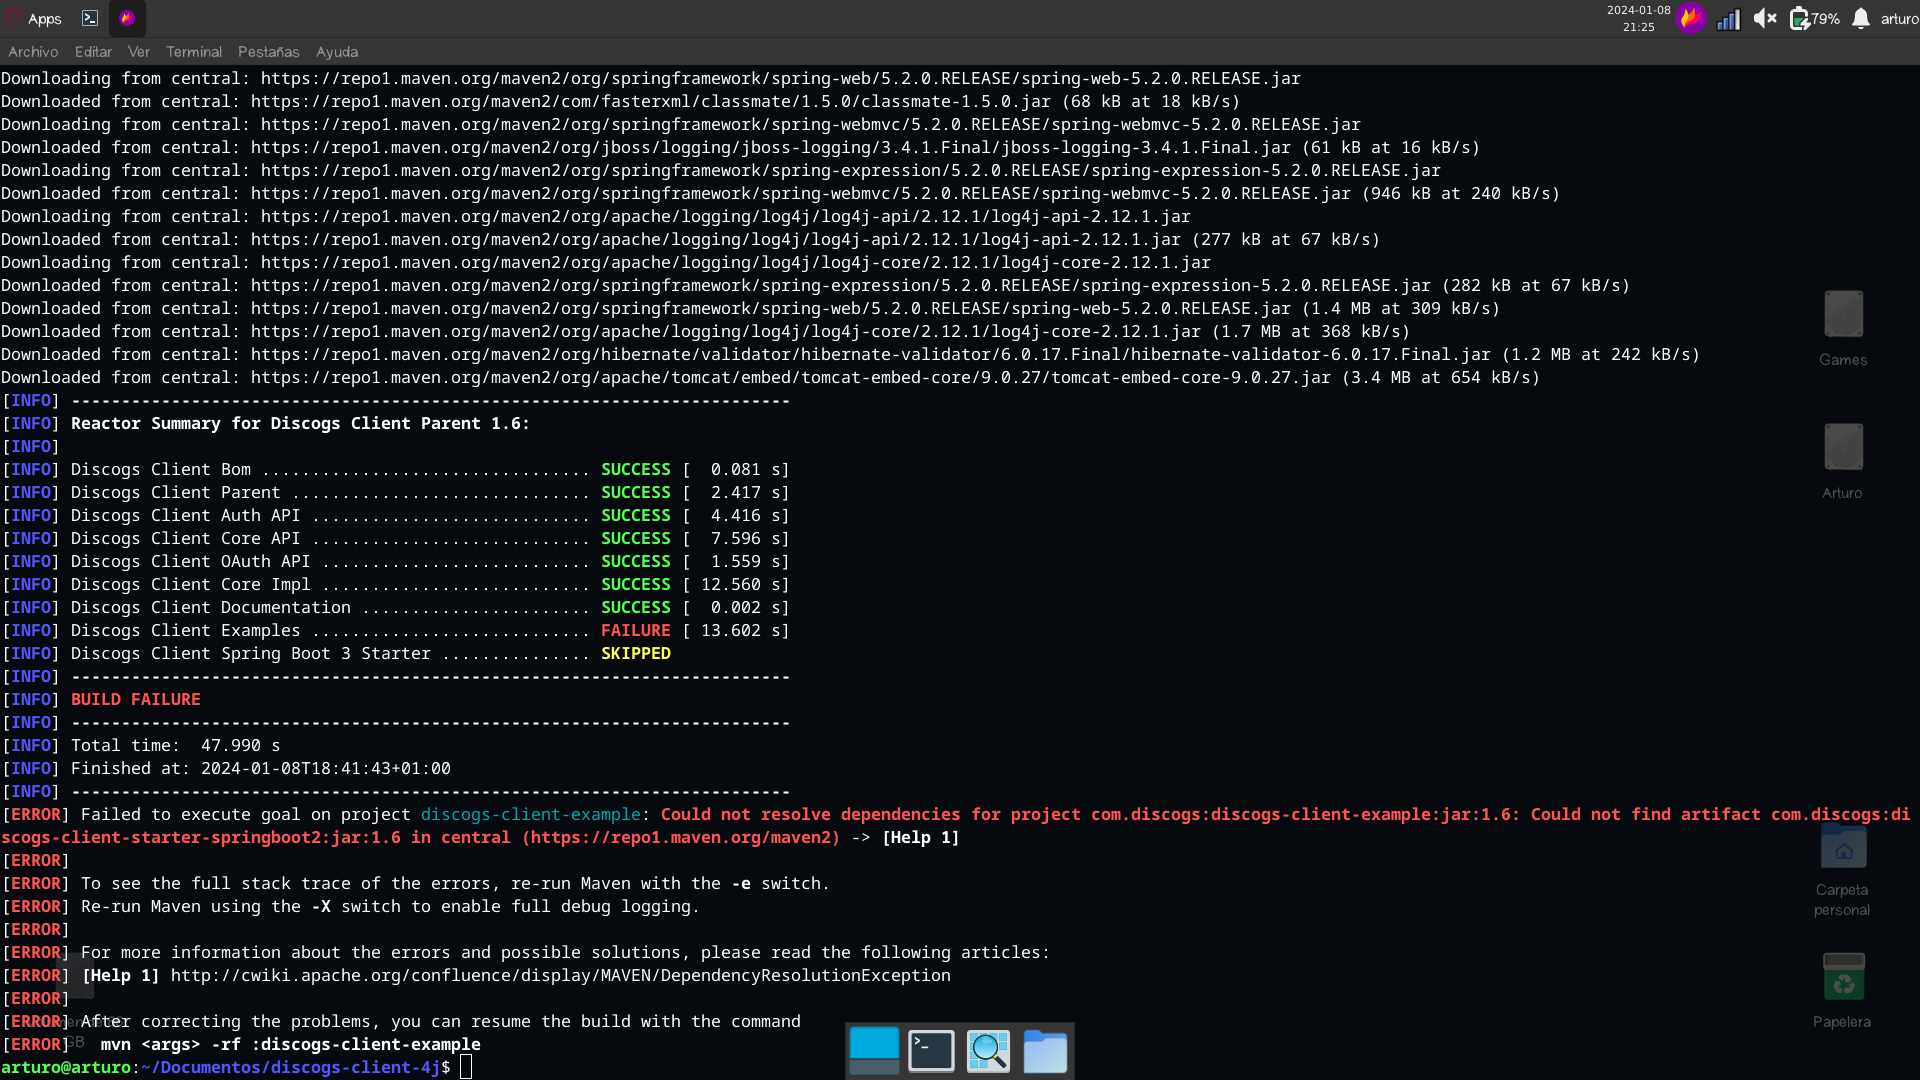 Apps
2024-01-08
21:25
79%
arturo
Archivo Editar Ver Terminal Pestañas Ayuda
Downloading from central: https://repo1.maven.org/maven2/org/springframework/spring-web/5.2.0.RELEASE/spring-web-5.2.0.RELEASE.jar
Downloaded from central: https://repo1.maven.org/maven2/com/fasterxml/classmate/1.5.0/classmate-1.5.0.jar (68 kB at 18 kB/s)
Downloading from central: https://repo1.maven.org/maven2/org/springframework/spring-webmvc/5.2.0.RELEASE/spring-webmvc-5.2.0.RELEASE.jar
Downloaded from central: https://repo1.maven.org/maven2/org/jboss/logging/jboss-logging/3.4.1.Final/jboss-logging-3.4.1.Final.jar (61 kB at 16 kB/s)
Downloading from central: https://repo1.maven.org/maven2/org/springframework/spring-expression/5.2.0.RELEASE/spring-expression-5.2.0.RELEASE.jar
Downloaded from central: https://repo1.maven.org/maven2/org/springframework/spring-webmvc/5.2.0.RELEASE/spring-webmvc-5.2.0.RELEASE.jar (946 kB at 240 kB/s)
Downloading from central: https://repo1.maven.org/maven2/org/apache/logging/log4j/log4j-api/2.12.1/log4j-api-2.12.1.jar
Downloaded from central: https://repo1.maven.org/maven2/org/apache/logging/log4j/log4j-api/2.12.1/log4j-api-2.12.1.jar (277 kB at 67 kB/s)
Downloading from central: https://repo1.maven.org/maven2/org/apache/logging/log4j/log4j-core/2.12.1/log4j-core-2.12.1.jar
Downloaded from central: https://repo1.maven.org/maven2/org/springframework/spring-expression/5.2.0.RELEASE/spring-expression-5.2.0.RELEASE.jar (282 kB at 67 kB/s)
Downloaded from central: https://repo1.maven.org/maven2/org/springframework/spring-web/5.2.0.RELEASE/spring-web-5.2.0.RELEASE.jar (1.4 MB at 309 kB/s)
Downloaded from central: https://repo1.maven.org/maven2/org/apache/logging/log4j/log4j-core/2.12.1/log4j-core-2.12.1.jar (1.7 MB at 368 kB/s)
Downloaded from central: https://repo1.maven.org/maven2/org/hibernate/validator/hibernate-validator/6.0.17.Final/hibernate-validator-6.0.17.Final.jar (1.2 MB at 242 kB/s)
Downloaded from central: https://repo1.maven.org/maven2/org/apache/tomcat/embed/tomcat-embed-core/9.0.27/tomcat-embed-core-9.0.27.jar (3.4 MB at 654 kB/s)
[INFO] ------------------------------------------------------------------------
[INFO] Reactor Summary for Discogs Client Parent 1.6:
[INFO]
[INFO] Discogs Client Bom ................................. SUCCESS [  0.081 s]
[INFO] Discogs Client Parent .............................. SUCCESS [  2.417 s]
[INFO] Discogs Client Auth API ............................ SUCCESS [  4.416 s]
[INFO] Discogs Client Core API ............................ SUCCESS [  7.596 s]
[INFO] Discogs Client OAuth API ........................... SUCCESS [  1.559 s]
[INFO] Discogs Client Core Impl ........................... SUCCESS [ 12.560 s]
[INFO] Discogs Client Documentation ....................... SUCCESS [  0.002 s]
[INFO] Discogs Client Examples ............................ FAILURE [ 13.602 s]
[INFO] Discogs Client Spring Boot 3 Starter ............... SKIPPED
[INFO] ------------------------------------------------------------------------
[INFO] BUILD FAILURE
[INFO] ------------------------------------------------------------------------
[INFO] Total time:  47.990 s
[INFO] Finished at: 2024-01-08T18:41:43+01:00
[INFO] ------------------------------------------------------------------------
[ERROR] Failed to execute goal on project discogs-client-example: Could not resolve dependencies for project com.discogs:discogs-client-example:jar:1.6: Could not find artifact com.discogs:di
scogs-client-starter-springboot2:jar:1.6 in central (https://repo1.maven.org/maven2) -> [Help 1]
[ERROR]
[ERROR] To see the full stack trace of the errors, re-run Maven with the -e switch.
[ERROR] Re-run Maven using the -X switch to enable full debug logging.
[ERROR]
[ERROR] For more information about the errors and possible solutions, please read the following articles:
[ERROR] [Help 1] http://cwiki.apache.org/confluence/display/MAVEN/DependencyResolutionException
[ERROR]
[ERROR] After correcting the problems, you can resume the build with the command
[ERROR]   mvn <args> -rf :discogs-client-example
arturo@arturo:~/Documentos/discogs-client-4j$
Games
Arturo
Carpeta
personal
Papelera
GB